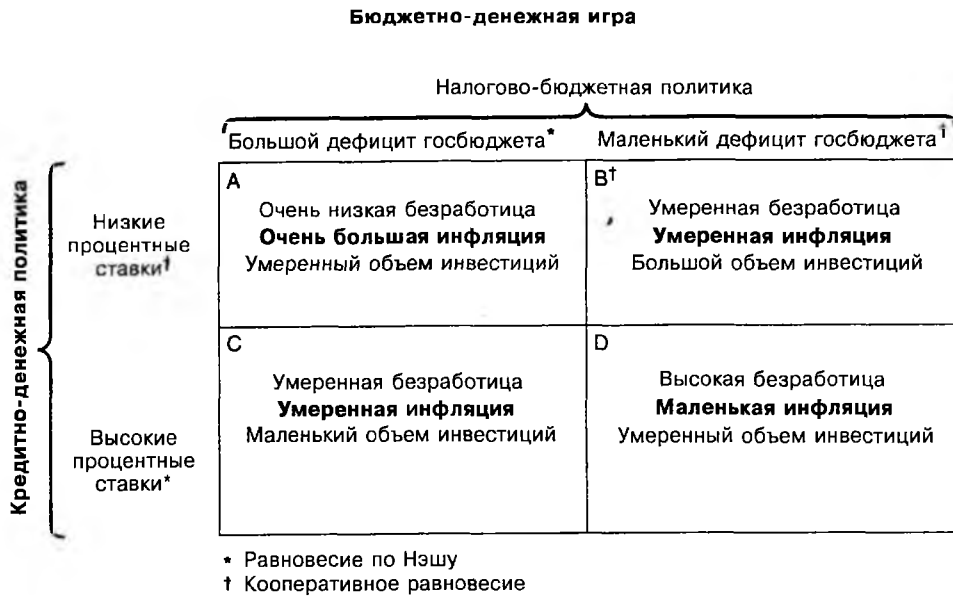 Бюджетно-денежная игра
Налогово-бюджетная политика
Большой дефицит госбюджета*
Маленький дефицит госбюджета†
Кредитно-денежная политика
Низкие
процентные
ставки†
A
Очень низкая безработица
Очень большая инфляция
Умеренный объем инвестиций
B†
Умеренная безработица
Умеренная инфляция
Большой объем инвестиций
Высокие
процентные
ставки*
C
Умеренная безработица
Умеренная инфляция
Маленький объем инвестиций
D
Высокая безработица
Маленькая инфляция
Умеренный объем инвестиций
* Равновесие по Нэшу
† Кооперативное равновесие